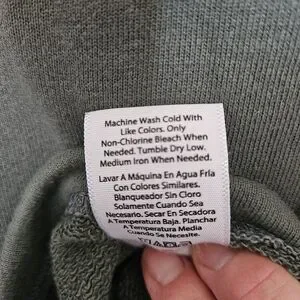 Machine Wash Cold With
Like Colors. Only
Non-Chlorine Bleach When
Needed. Tumble Dry Low.
Medium Iron When Needed.
Lavar A Máquina En Agua Fría
Con Colores Similares.
Blanqueador Sin Cloro
Solamente Cuando Sea
Necesario. Secar En Secadora
A Temperatura Baja. Planchar
A Temperatura Media
Cuando Se Necesite.